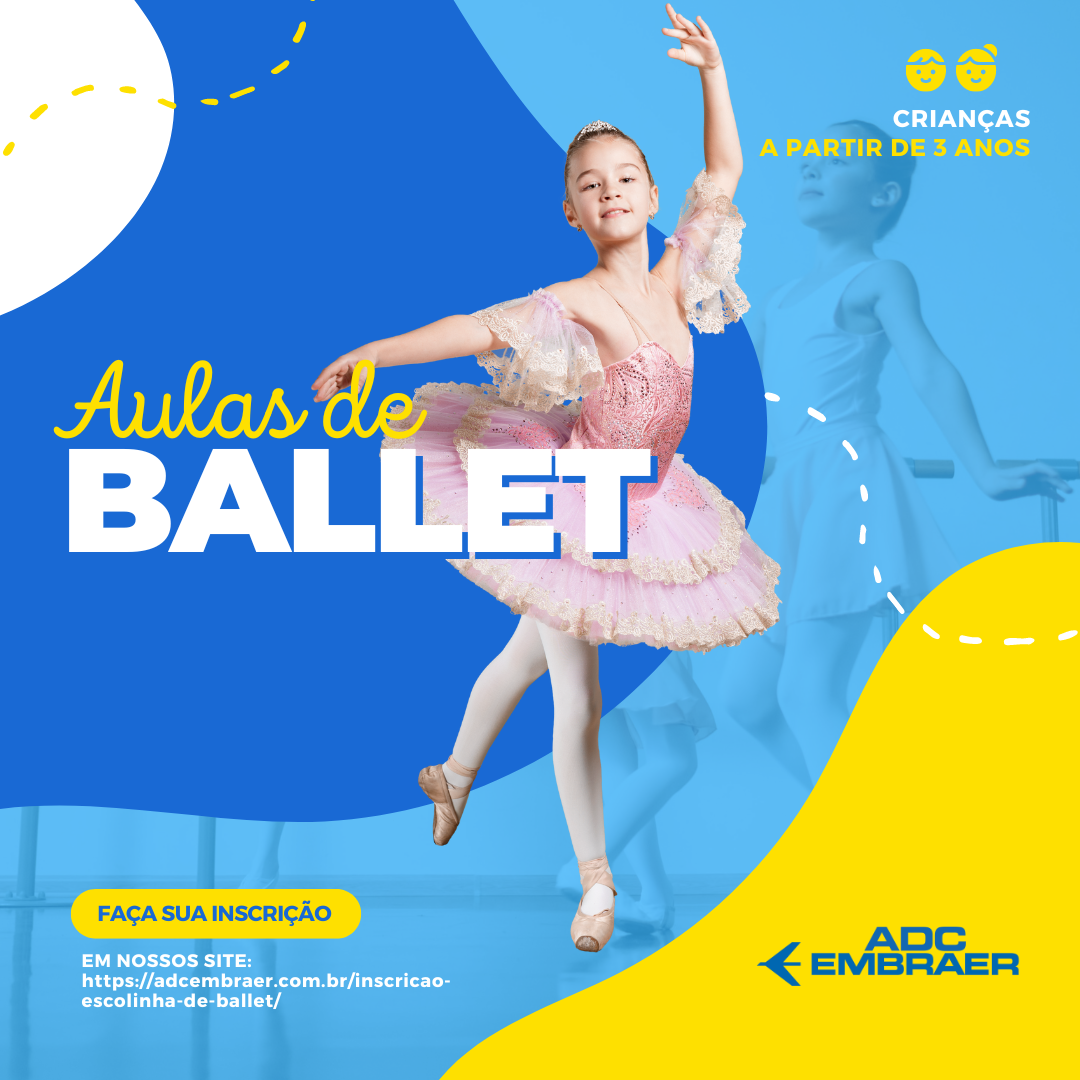 CRIANÇAS
A PARTIR DE 3 ANOS
Aulas de
BALLET
FAÇA SUA INSCRIÇÃO
EM NOSSOS SITE:
https://adcembraer.com.br/inscricao-
escolinha-de-ballet/
ADC
EMBRAER